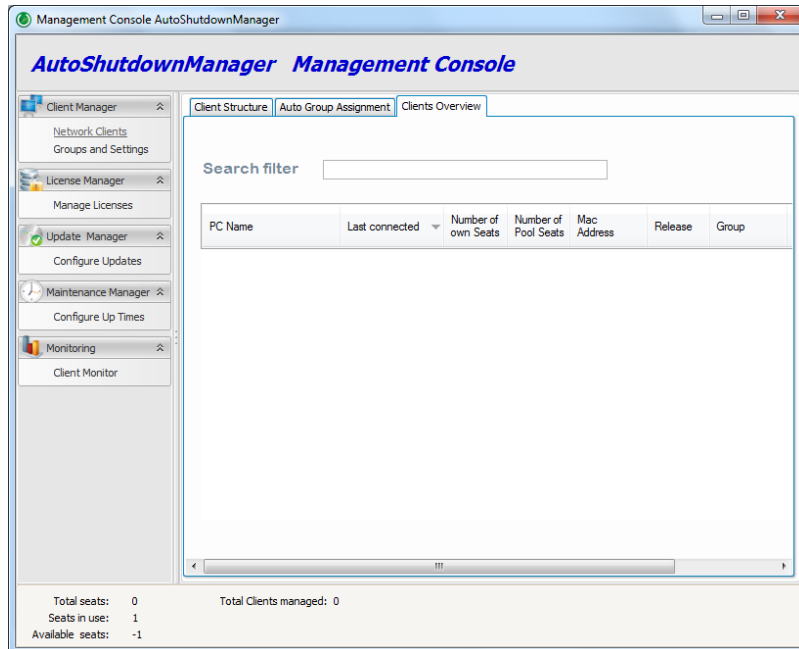 Management Console AutoShutdownManager
AutoShutdownManager Management Console
Client Manager
Network Clients
Groups and Settings
License Manager
Manage Licenses
Update Manager
Configure Updates
Maintenance Manager
Configure Up Times
Monitoring
Client Monitor
Client Structure Auto Group Assignment Clients Overview
Search filter
PC Name Last connected Number of own Seats Number of Pool Seats Mac Address Release Group
Total seats: 0 Total Clients managed: 0
Seats in use: 1
Available seats: -1